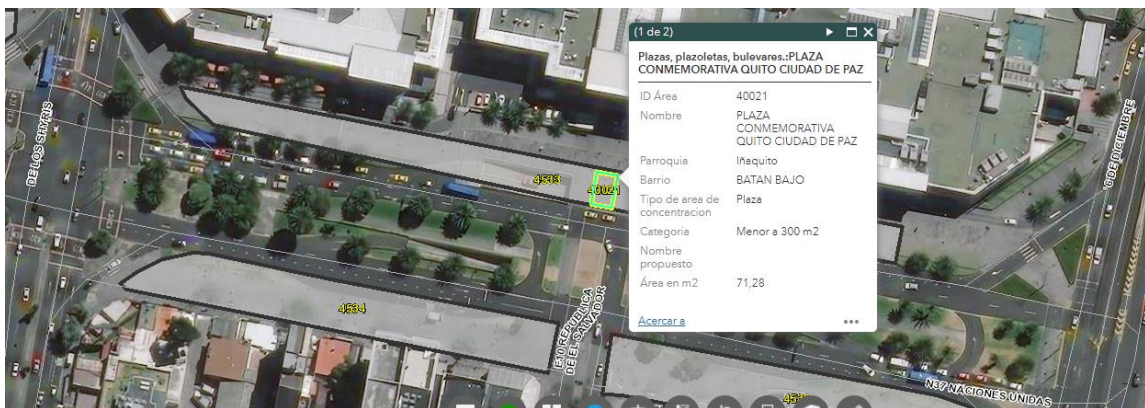 (1 de 2)
Plazas, plazoletas, bulevares.:PLAZA
CONMEMORATIVA QUITO CIUDAD DE PAZ
ID Área 40021
Nombre PLAZA
CONMEMORATIVA
QUITO CIUDAD DE PAZ
Parroquia Iñaquito
Barrio BATAN BAJO
Tipo de area de Plaza
concentracion
Categoria Menor a 300 m2
Nombre
propuesto
Área en m2 71,28
Acercar a
DE LOS SHYRIS
6 DE DICIEMBRE
4533
40021
4534
E10 REPUBLICA
DE EL SALVADOR
N37 NACIONES UNIDAS